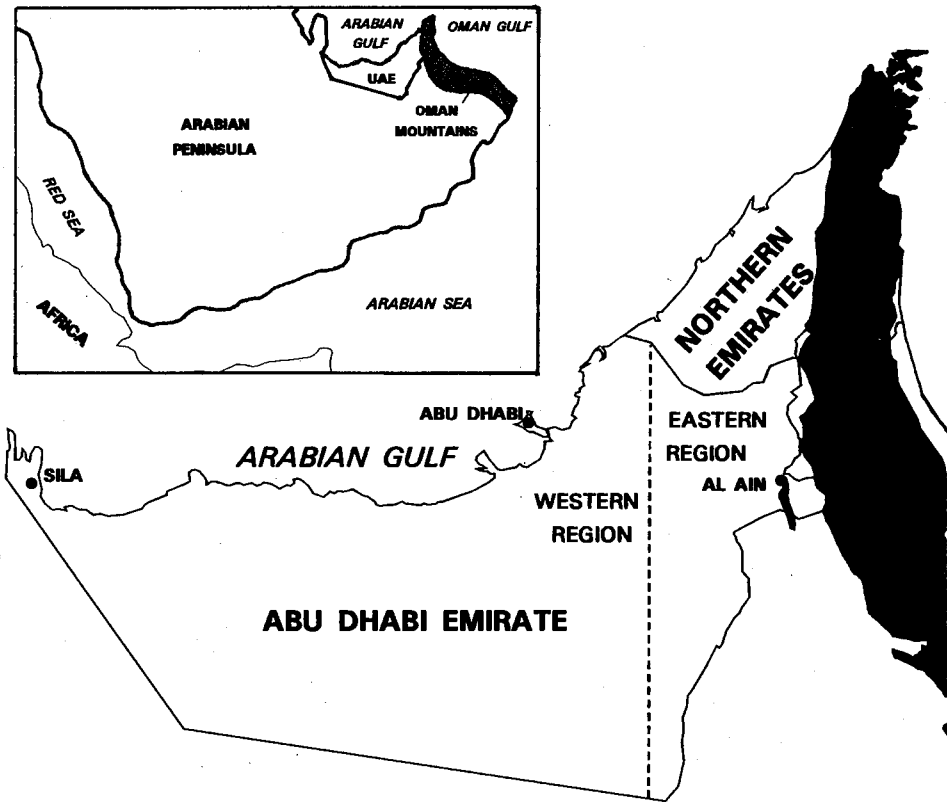 ARABIAN
GULF
OMAN GULF
UAE
OMAN
MOUNTAINS
ARABIAN
PENINSULA
RED SEA
ARABIAN SEA
AFRICA
NORTHERN
EMIRATES
ABU DHABI
EASTERN
REGION
ARABIAN GULF
SILA
AL AIN
WESTERN
REGION
ABU DHABI EMIRATE